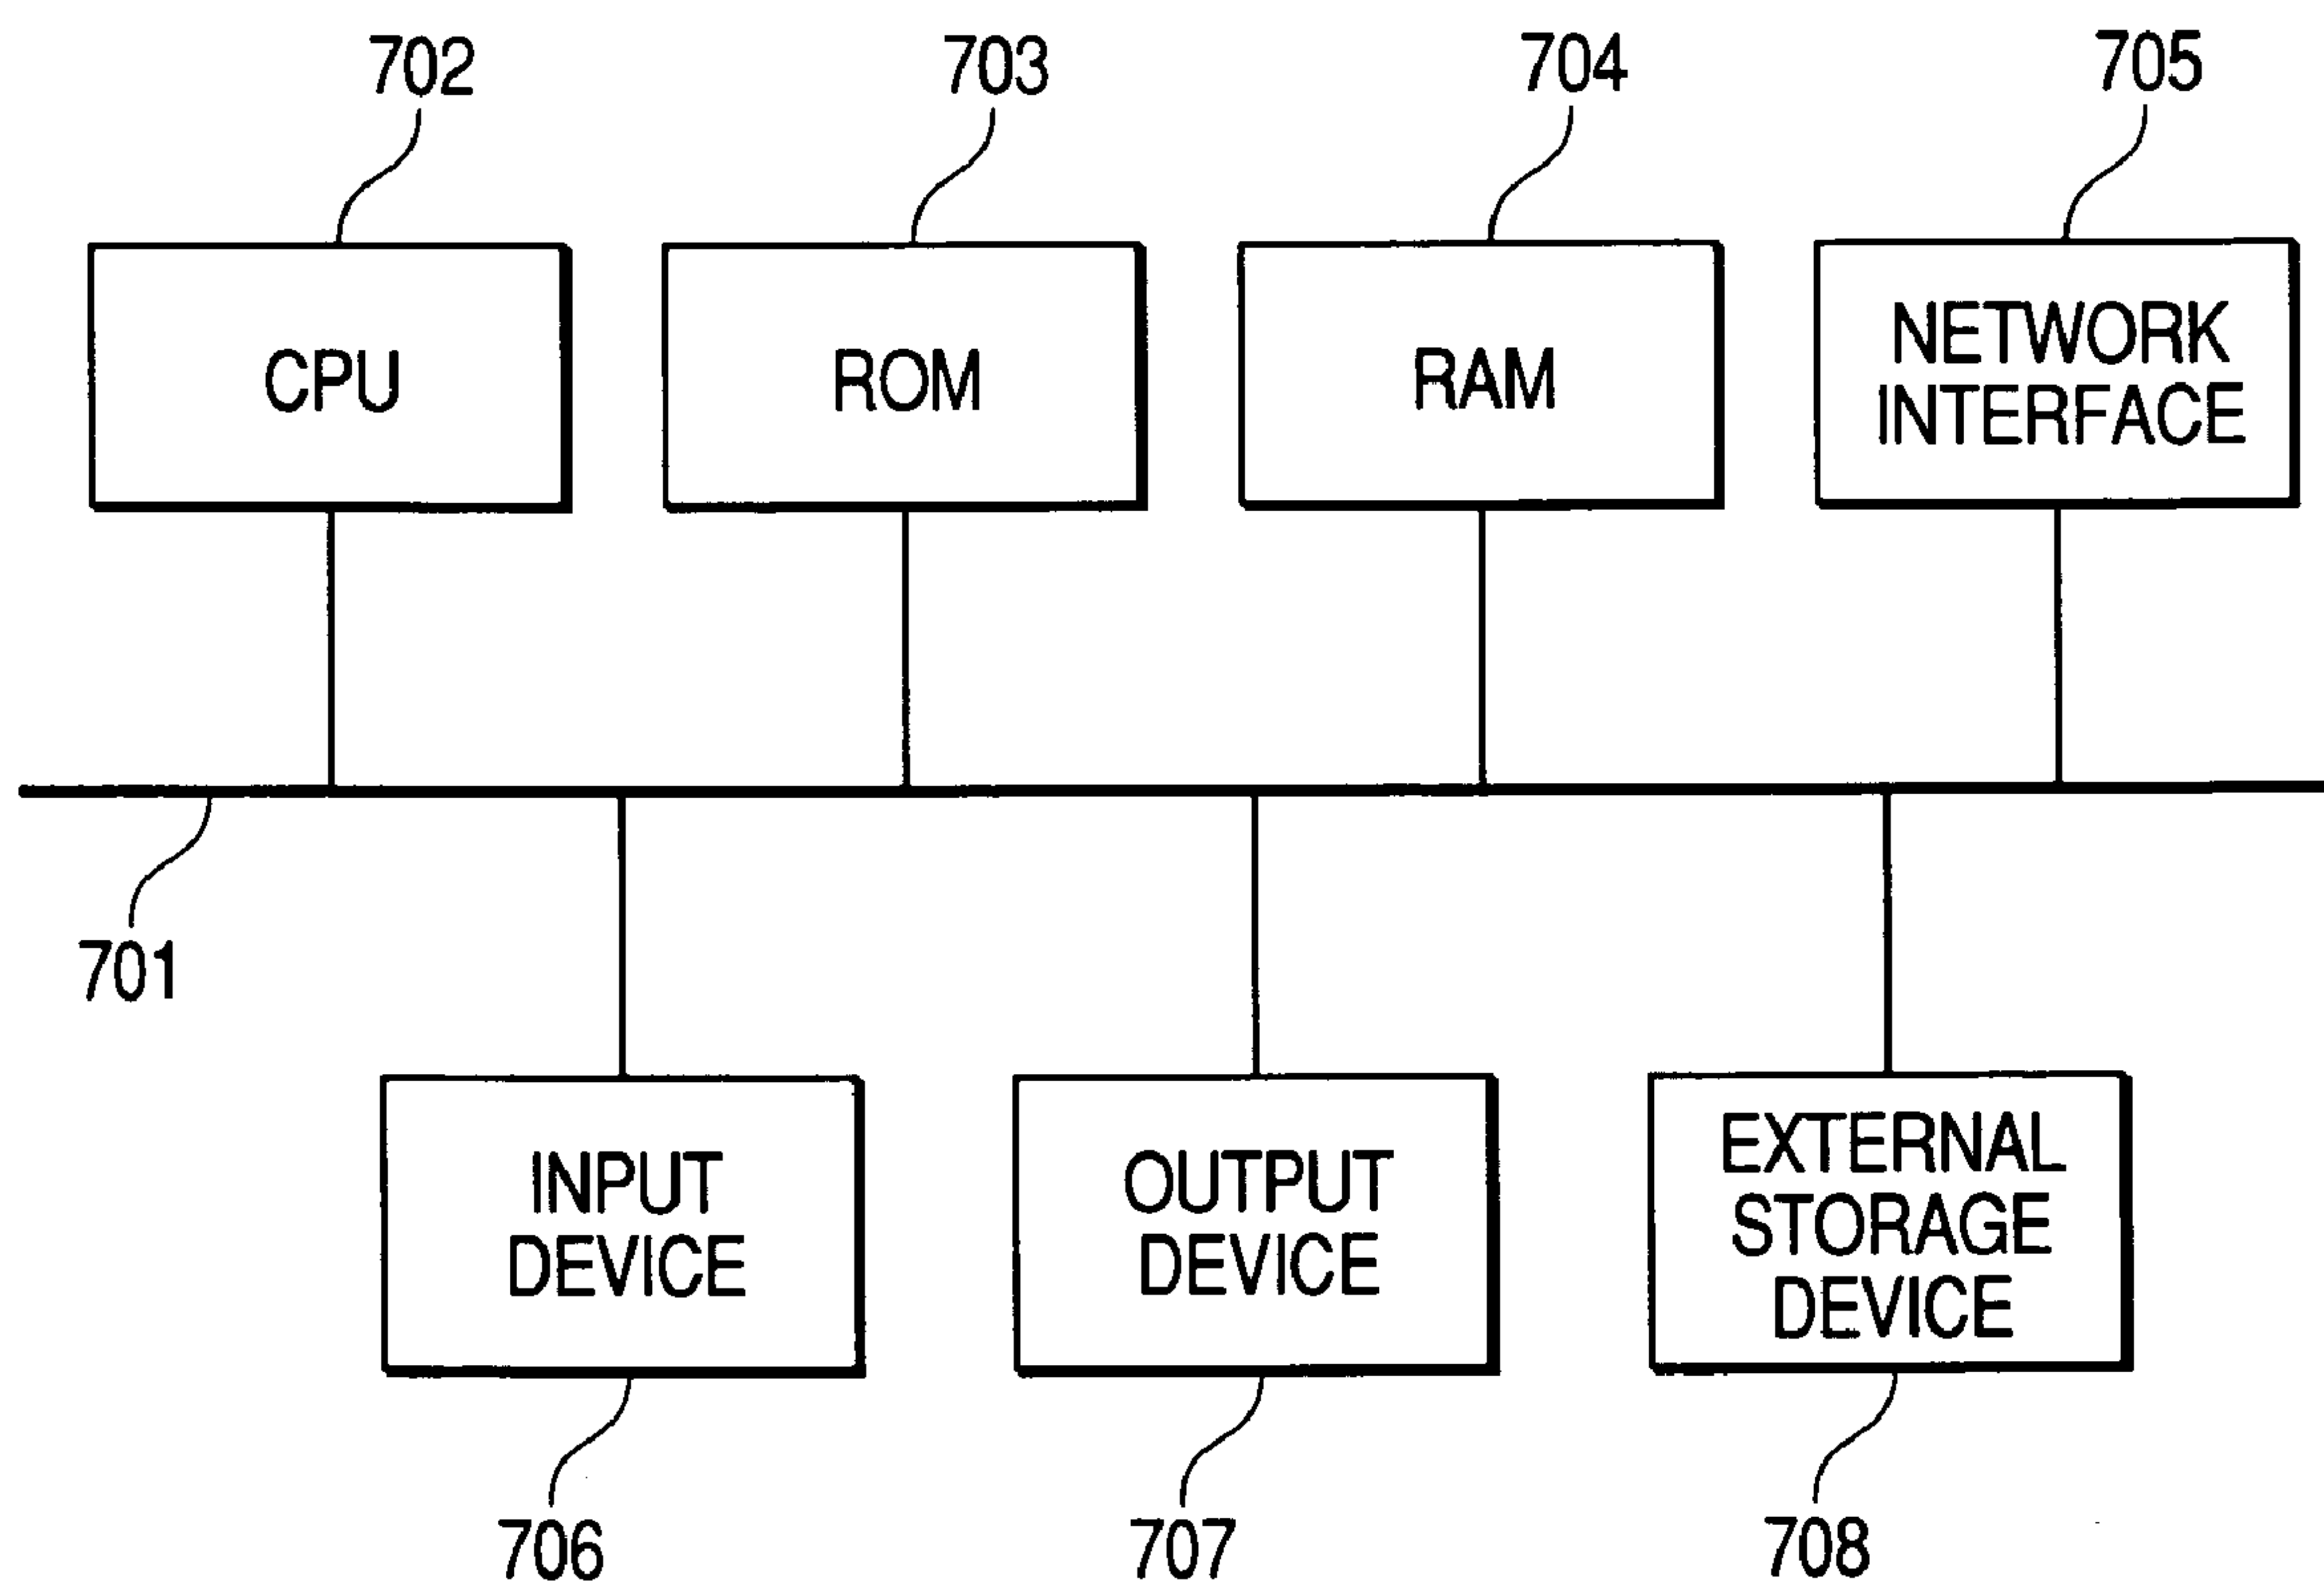 702
703
704
705
CPU
ROM
RAM
NETWORK
INTERFACE
701
INPUT
DEVICE
OUTPUT
DEVICE
EXTERNAL
STORAGE
DEVICE
706
707
708